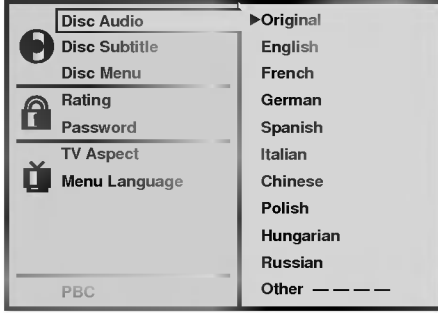 Disc Audio
Disc Subtitle
Disc Menu
Rating
Password
TV Aspect
Menu Language
PBC
Original
English
French
German
Spanish
Italian
Chinese
Polish
Hungarian
Russian
Other — — — —